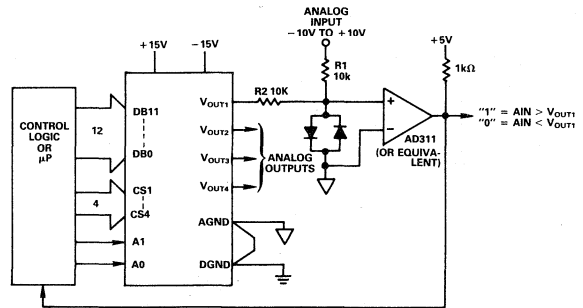 ANALOG
INPUT
−10V TO +10V
+15V
−15V
+5V
R1
10k
1kΩ
CONTROL
LOGIC
OR
μP
12
DB11
DB0
4
CS1
CS4
A1
A0
VOUT1
R2 10K
VOUT2
VOUT3
VOUT4
ANALOG
OUTPUTS
AGND
DGND
+
−
AD311
(OR EQUIVA-
LENT)
"1" = AIN > VOUT1
"0" = AIN < VOUT1